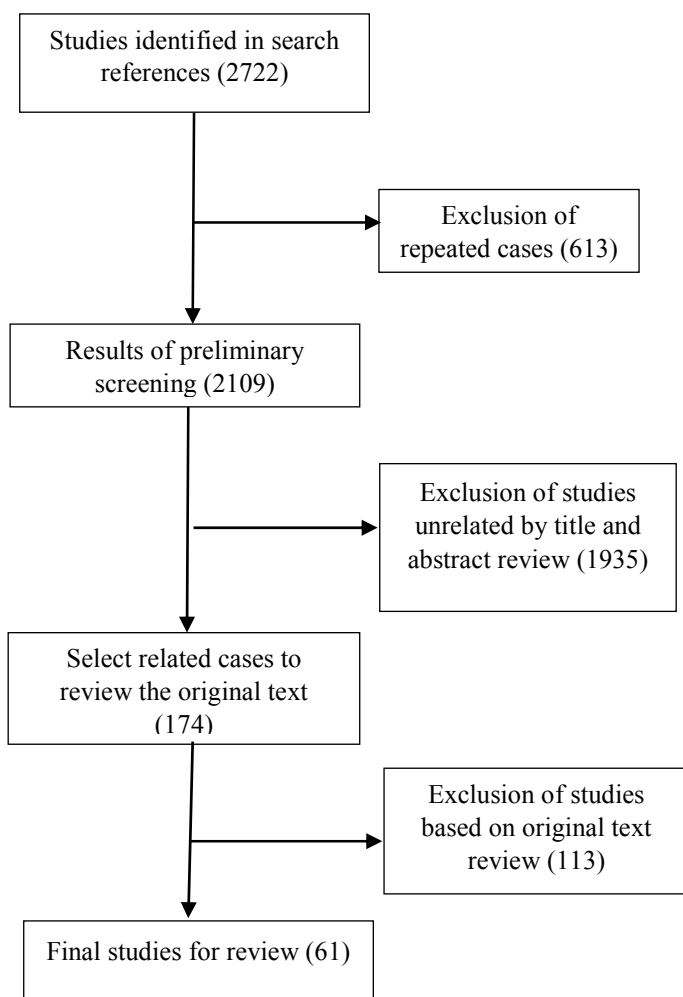 Studies identified in search
references (2722)
Exclusion of
repeated cases (613)
Results of preliminary
screening (2109)
Exclusion of studies
unrelated by title and
abstract review (1935)
Select related cases to
review the original text
(174)
Exclusion of studies
based on original text
review (113)
Final studies for review (61)